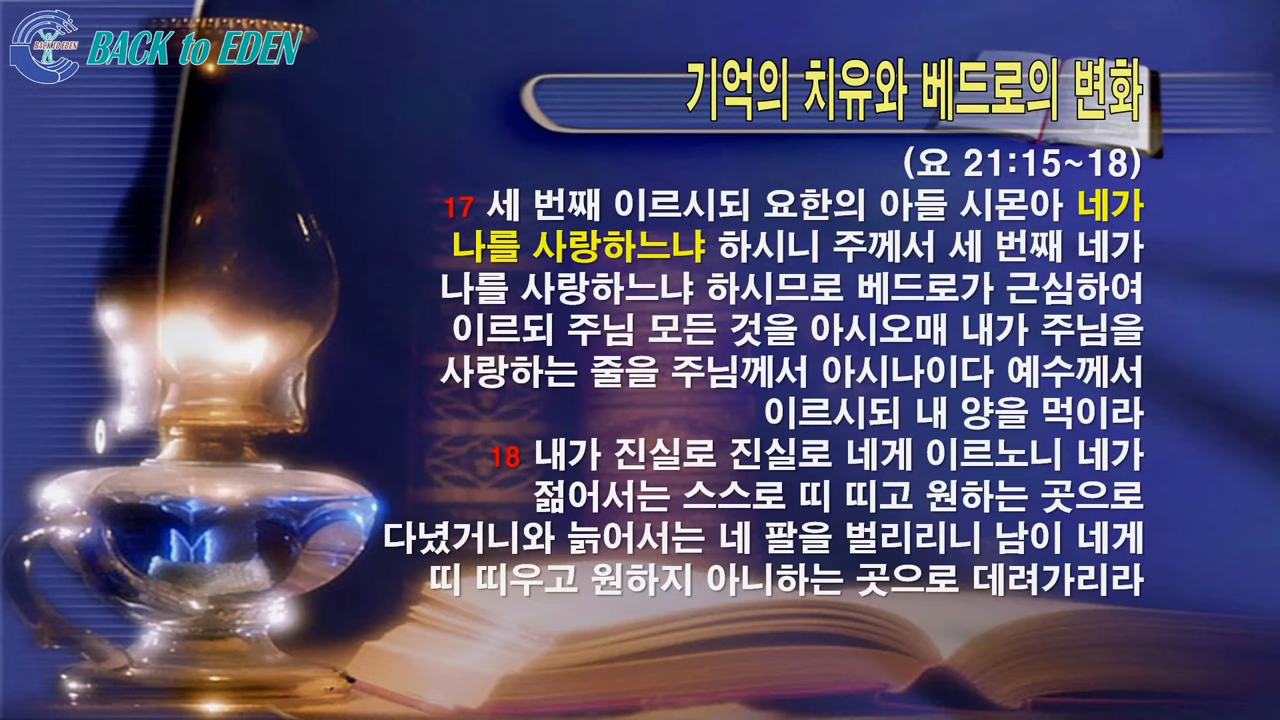 BACK to EDEN
BACK TO EDEN
기억의 치유와 베드로의 변화
(요 21:15~18)
17 세 번째 이르시되 요한의 아들 시몬아 네가
나를 사랑하느냐 하시니 주께서 세 번째 네가
나를 사랑하느냐 하시므로 베드로가 근심하여
이르되 주님 모든 것을 아시오매 내가 주님을
사랑하는 줄을 주님께서 아시나이다 예수께서
이르시되 내 양을 먹이라
18 내가 진실로 진실로 네게 이르노니 네가
젊어서는 스스로 띠 띠고 원하는 곳으로
다녔거니와 늙어서는 네 팔을 벌리리니 남이 네게
띠 띠우고 원하지 아니하는 곳으로 데려가리라